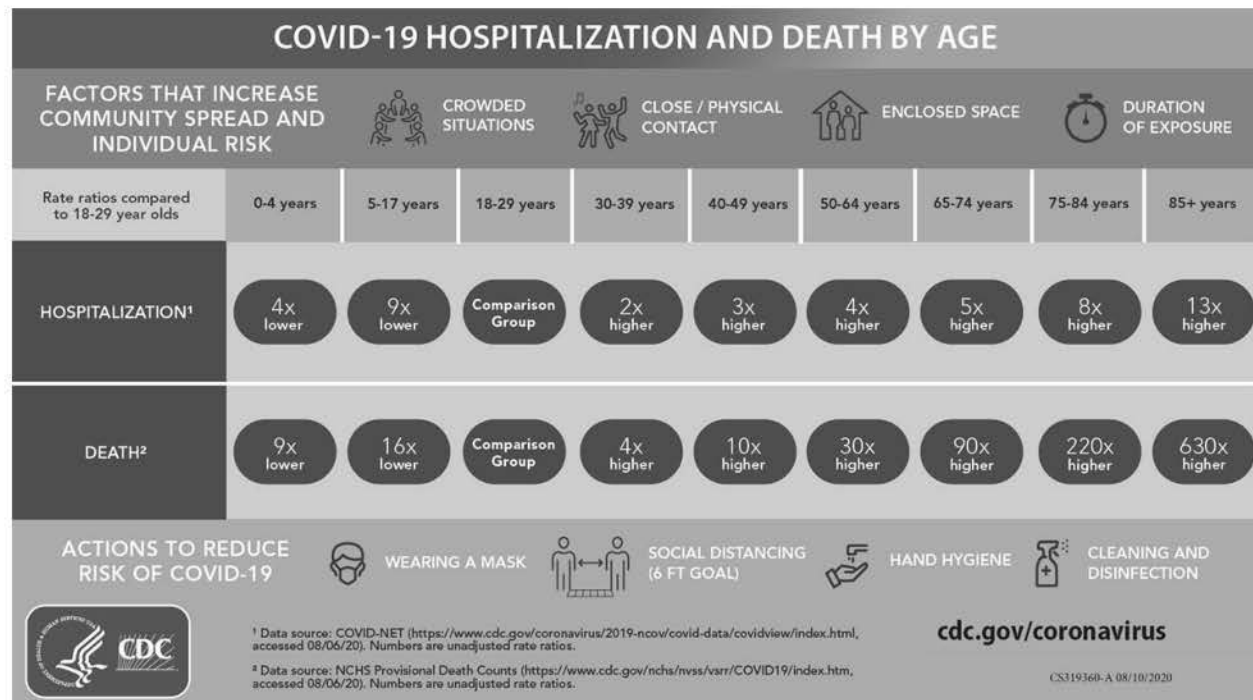 COVID-19 HOSPITALIZATION AND DEATH BY AGE
FACTORS THAT INCREASE
COMMUNITY SPREAD AND
INDIVIDUAL RISK
CROWDED
SITUATIONS
CLOSE / PHYSICAL
CONTACT
ENCLOSED SPACE
DURATION
OF EXPOSURE
Rate ratios compared
to 18-29 year olds
0-4 years
5-17 years
18-29 years
30-39 years
40-49 years
50-64 years
65-74 years
75-84 years
85+ years
HOSPITALIZATION¹
4x
lower
9x
lower
Comparison
Group
2x
higher
3x
higher
4x
higher
5x
higher
8x
higher
13x
higher
DEATH²
9x
lower
16x
lower
Comparison
Group
4x
higher
10x
higher
30x
higher
90x
higher
220x
higher
630x
higher
ACTIONS TO REDUCE
RISK OF COVID-19
WEARING A MASK
SOCIAL DISTANCING
(6 FT GOAL)
HAND HYGIENE
CLEANING AND
DISINFECTION
CDC
¹ Data source: COVID-NET (https://www.cdc.gov/coronavirus/2019-ncov/covid-data/covidview/index.html,
accessed 08/06/20). Numbers are unadjusted rate ratios.
² Data source: NCHS Provisional Death Counts (https://www.cdc.gov/nchs/nvss/vsrr/COVID19/index.htm,
accessed 08/06/20). Numbers are unadjusted rate ratios.
cdc.gov/coronavirus
CS319360-A 08/10/2020